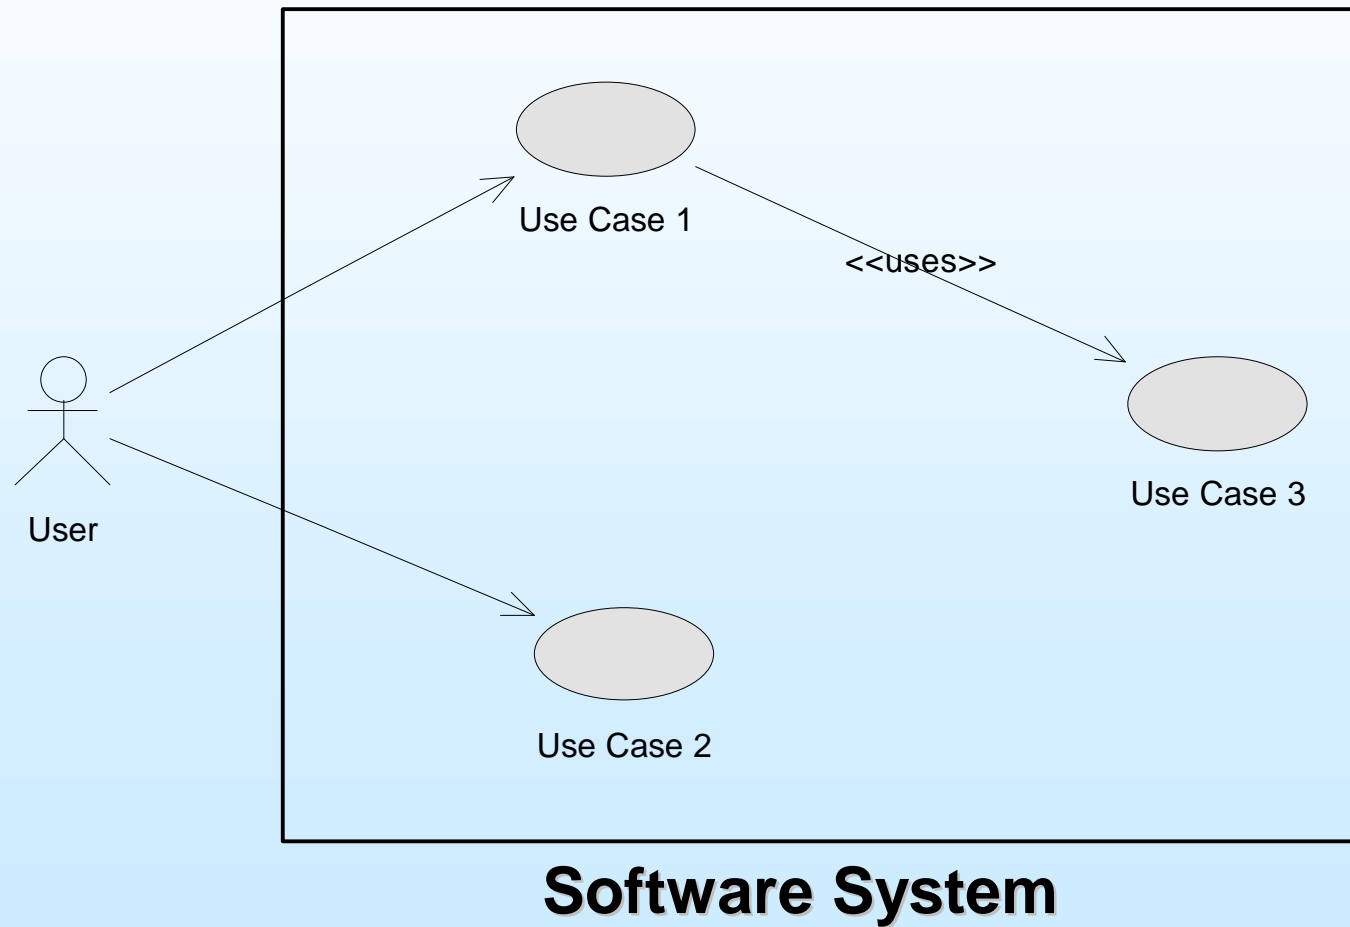 Use Case 1
<<uses>>
Use Case 3
User
Use Case 2
Software System